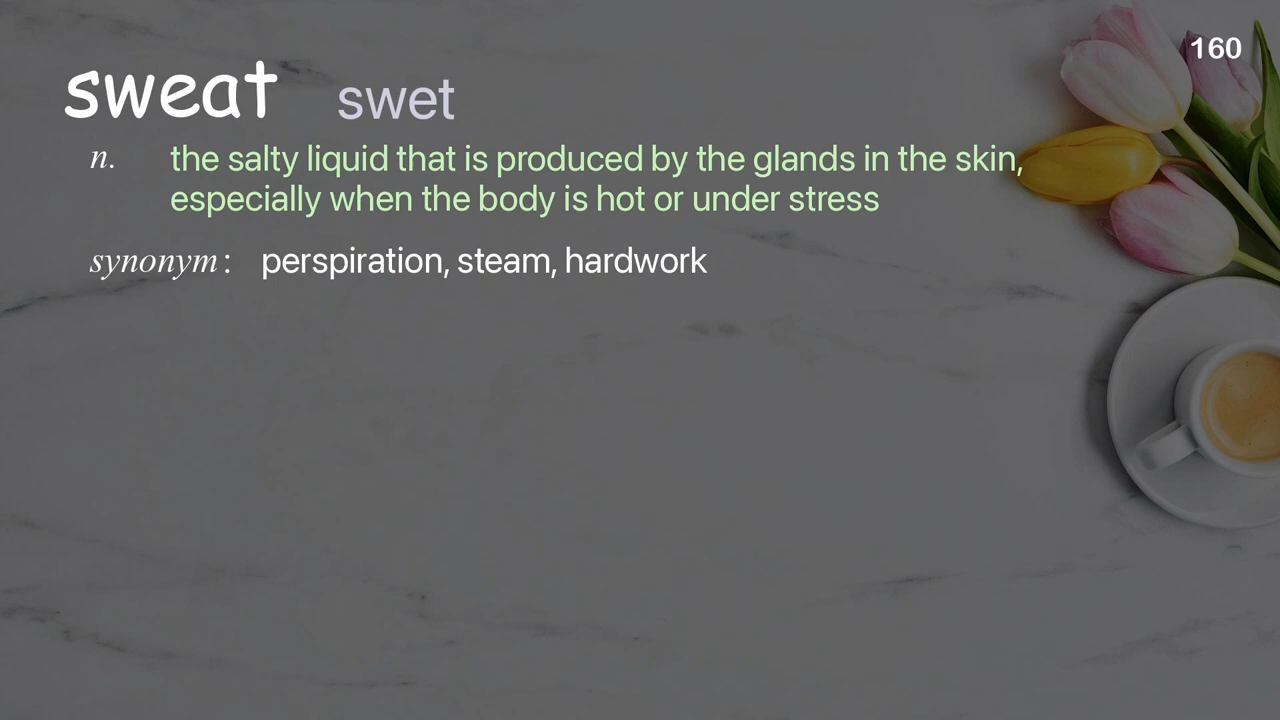 160
sweat swet
n. the salty liquid that is produced by the glands in the skin,
especially when the body is hot or under stress
synonym: perspiration, steam, hardwork